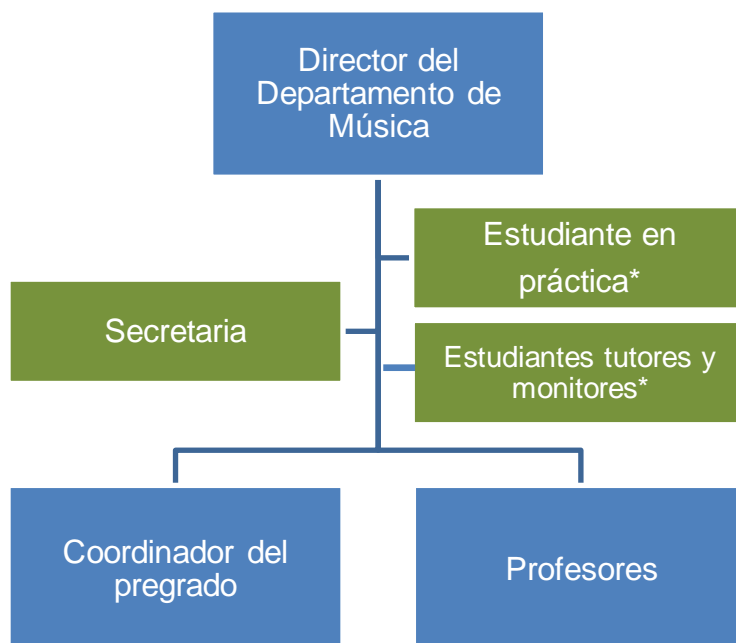 Director del
Departamento de
Música
Estudiante en
práctica*
Secretaria
Estudiantes tutores y
monitores*
Coordinador del
pregrado
Profesores